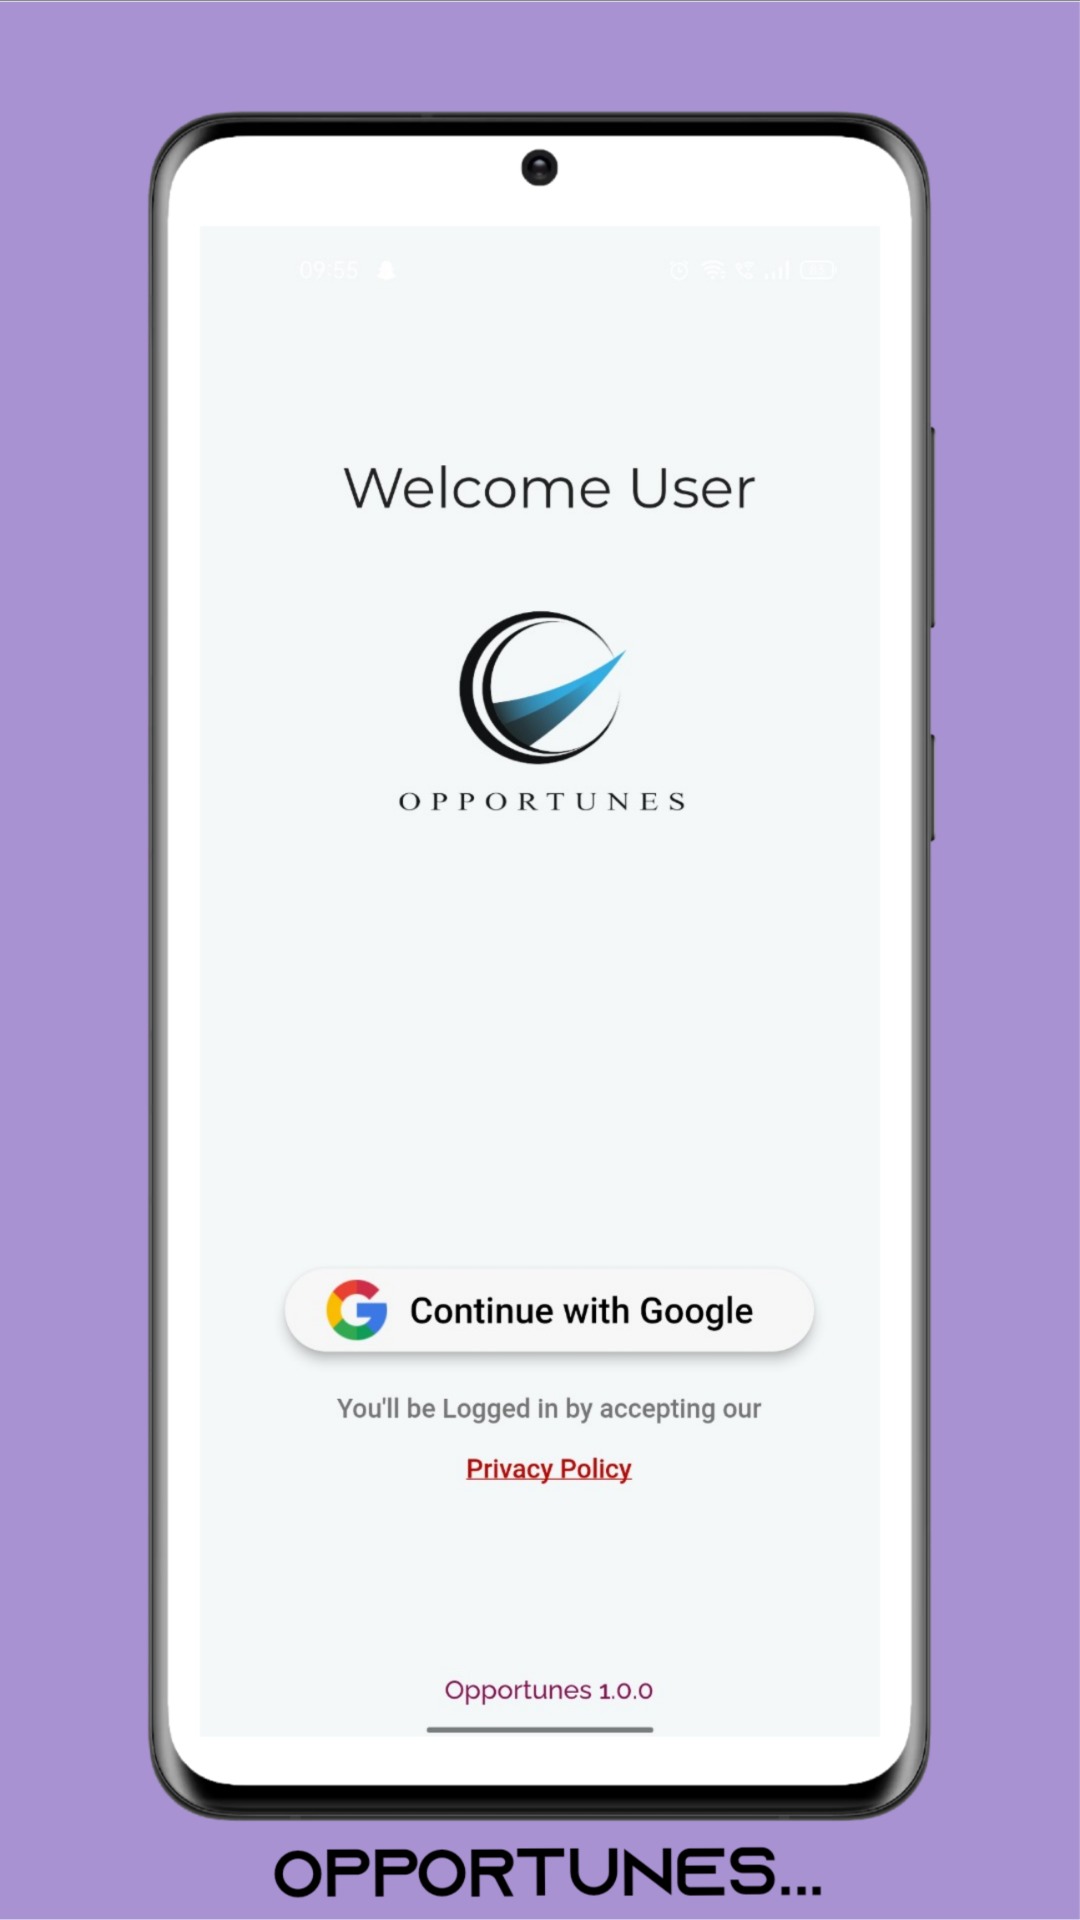 09:55
Welcome User
OPPORTUNES
Continue with Google
You'll be Logged in by accepting our
Privacy Policy
Opportunes 1.0.0
OPPORTUNES...